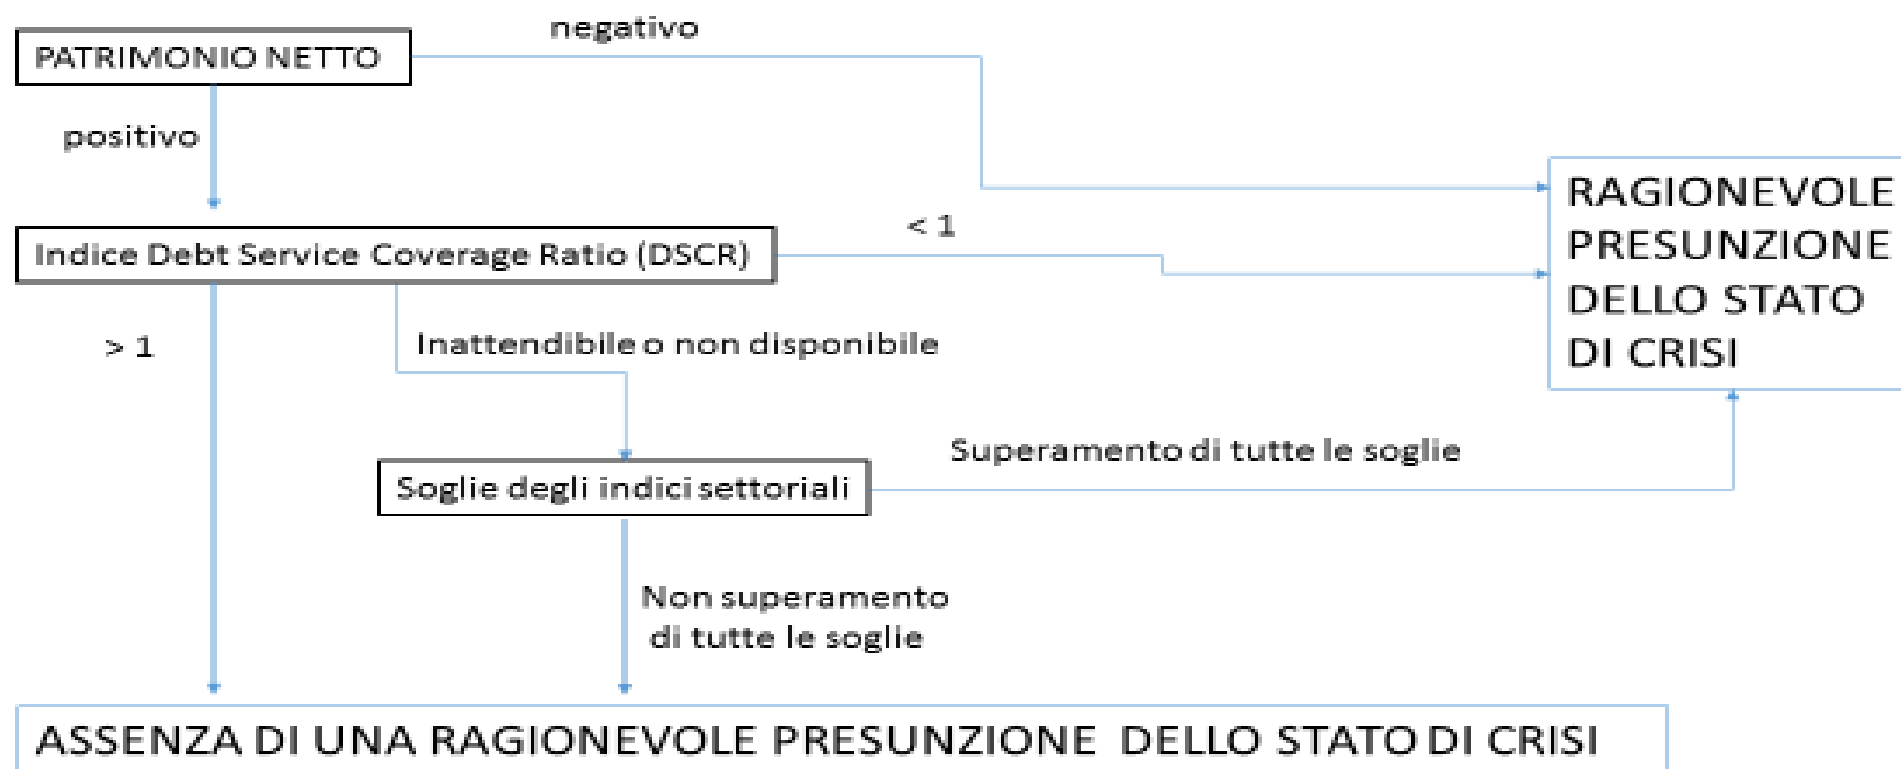 negativo
PATRIMONIO NETTO
positivo
RAGIONEVOLE
PRESUNZIONE
DELLO STATO
DI CRISI
< 1
Indice Debt Service Coverage Ratio (DSCR)
> 1
Inattendibile o non disponibile
Superamento di tutte le soglie
Soglie degli indici settoriali
Non superamento
di tutte le soglie
ASSENZA DI UNA RAGIONEVOLE PRESUNZIONE DELLO STATO DI CRISI